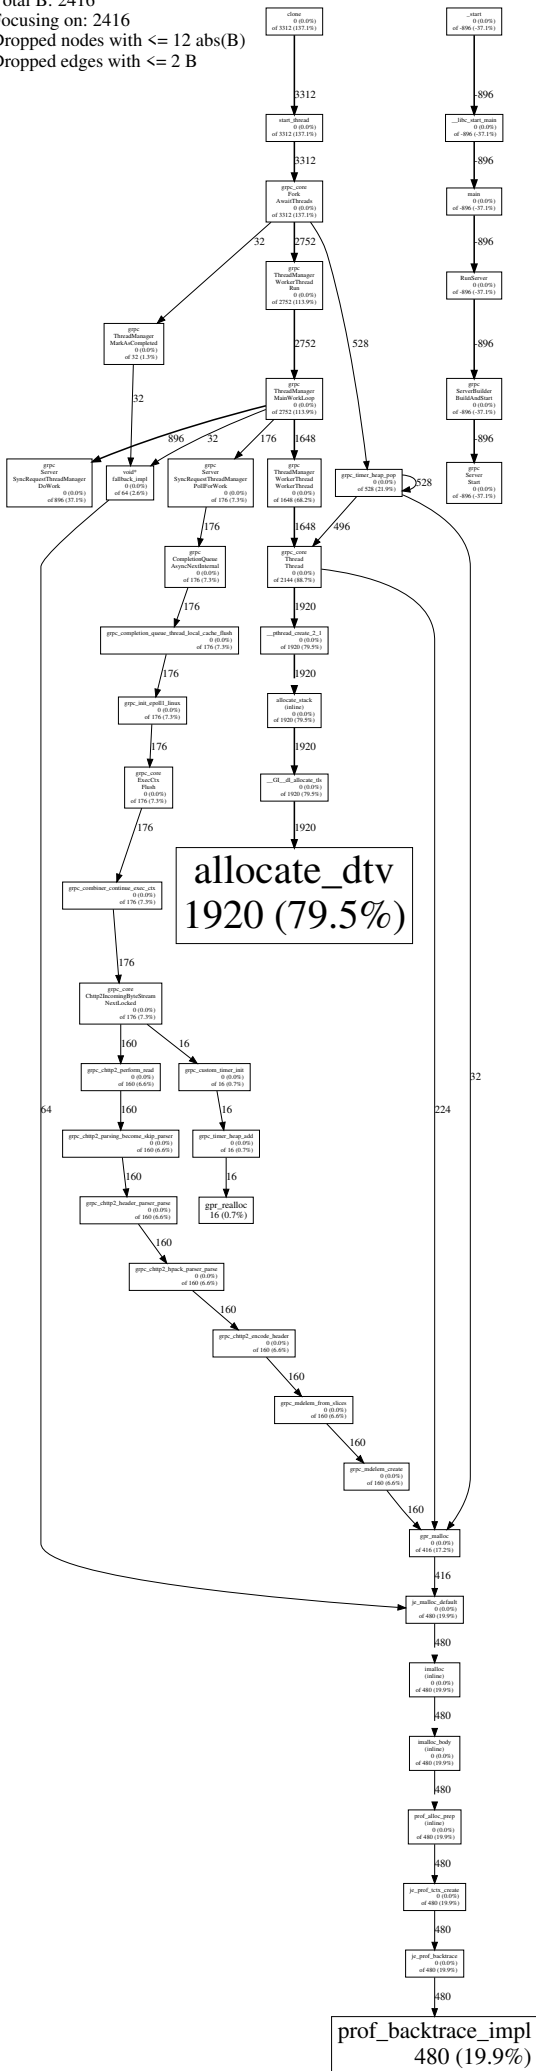 Total B: 2416
Focusing on: 2416
Dropped nodes with <= 12 abs(B)
Dropped edges with <= 2 B
clone
0 (0.0%)
of 3312 (137.1%)
_start
0 (0.0%)
of -896 (-37.1%)
3312
-896
start_thread
0 (0.0%)
of 3312 (137.1%)
__libc_start_main
0 (0.0%)
of -896 (-37.1%)
3312
-896
grpc_core
Fork
AwaitThreads
0 (0.0%)
of 3312 (137.1%)
main
0 (0.0%)
of -896 (-37.1%)
32
2752
-896
grpc
ThreadManager
WorkerThread
Run
0 (0.0%)
of 2752 (113.9%)
RunServer
0 (0.0%)
of -896 (-37.1%)
grpc
ThreadManager
MarkAsCompleted
0 (0.0%)
of 32 (1.3%)
2752
528
-896
32
grpc
ThreadManager
MainWorkLoop
0 (0.0%)
of 2752 (113.9%)
grpc
ServerBuilder
BuildAndStart
0 (0.0%)
of -896 (-37.1%)
896
32
176
1648
-896
grpc
Server
SyncRequestThreadManager
DoWork
0 (0.0%)
of 896 (37.1%)
void*
fallback_impl
0 (0.0%)
of 64 (2.6%)
grpc
Server
SyncRequestThreadManager
PollForWork
0 (0.0%)
of 176 (7.3%)
grpc
ThreadManager
WorkerThread
WorkerThread
0 (0.0%)
of 1648 (68.2%)
grpc_timer_heap_pop
0 (0.0%)
of 528 (21.9%)
528
grpc
Server
Start
0 (0.0%)
of -896 (-37.1%)
176
1648
496
grpc
CompletionQueue
AsyncNextInternal
0 (0.0%)
of 176 (7.3%)
grpc_core
Thread
Thread
0 (0.0%)
of 2144 (88.7%)
176
1920
grpc_completion_queue_thread_local_cache_flush
0 (0.0%)
of 176 (7.3%)
__pthread_create_2_1
0 (0.0%)
of 1920 (79.5%)
176
1920
grpc_init_epoll1_linux
0 (0.0%)
of 176 (7.3%)
allocate_stack
(inline)
0 (0.0%)
of 1920 (79.5%)
176
1920
grpc_core
ExecCtx
Flush
0 (0.0%)
of 176 (7.3%)
__GI__dl_allocate_tls
0 (0.0%)
of 1920 (79.5%)
176
1920
grpc_combiner_continue_exec_ctx
0 (0.0%)
of 176 (7.3%)
allocate_dtv
1920 (79.5%)
176
grpc_core
Chttp2IncomingByteStream
NextLocked
0 (0.0%)
of 176 (7.3%)
160
16
grpc_chttp2_perform_read
0 (0.0%)
of 160 (6.6%)
grpc_custom_timer_init
0 (0.0%)
of 16 (0.7%)
32
64
160
16
224
grpc_chttp2_parsing_become_skip_parser
0 (0.0%)
of 160 (6.6%)
grpc_timer_heap_add
0 (0.0%)
of 16 (0.7%)
160
16
grpc_chttp2_header_parser_parse
0 (0.0%)
of 160 (6.6%)
gpr_realloc
16 (0.7%)
160
grpc_chttp2_hpack_parser_parse
0 (0.0%)
of 160 (6.6%)
160
grpc_chttp2_encode_header
0 (0.0%)
of 160 (6.6%)
160
grpc_mdelem_from_slices
0 (0.0%)
of 160 (6.6%)
160
grpc_mdelem_create
0 (0.0%)
of 160 (6.6%)
160
gpr_malloc
0 (0.0%)
of 416 (17.2%)
416
je_malloc_default
0 (0.0%)
of 480 (19.9%)
480
imalloc
(inline)
0 (0.0%)
of 480 (19.9%)
480
imalloc_body
(inline)
0 (0.0%)
of 480 (19.9%)
480
prof_alloc_prep
(inline)
0 (0.0%)
of 480 (19.9%)
480
je_prof_tctx_create
0 (0.0%)
of 480 (19.9%)
480
je_prof_backtrace
0 (0.0%)
of 480 (19.9%)
480
prof_backtrace_impl
480 (19.9%)